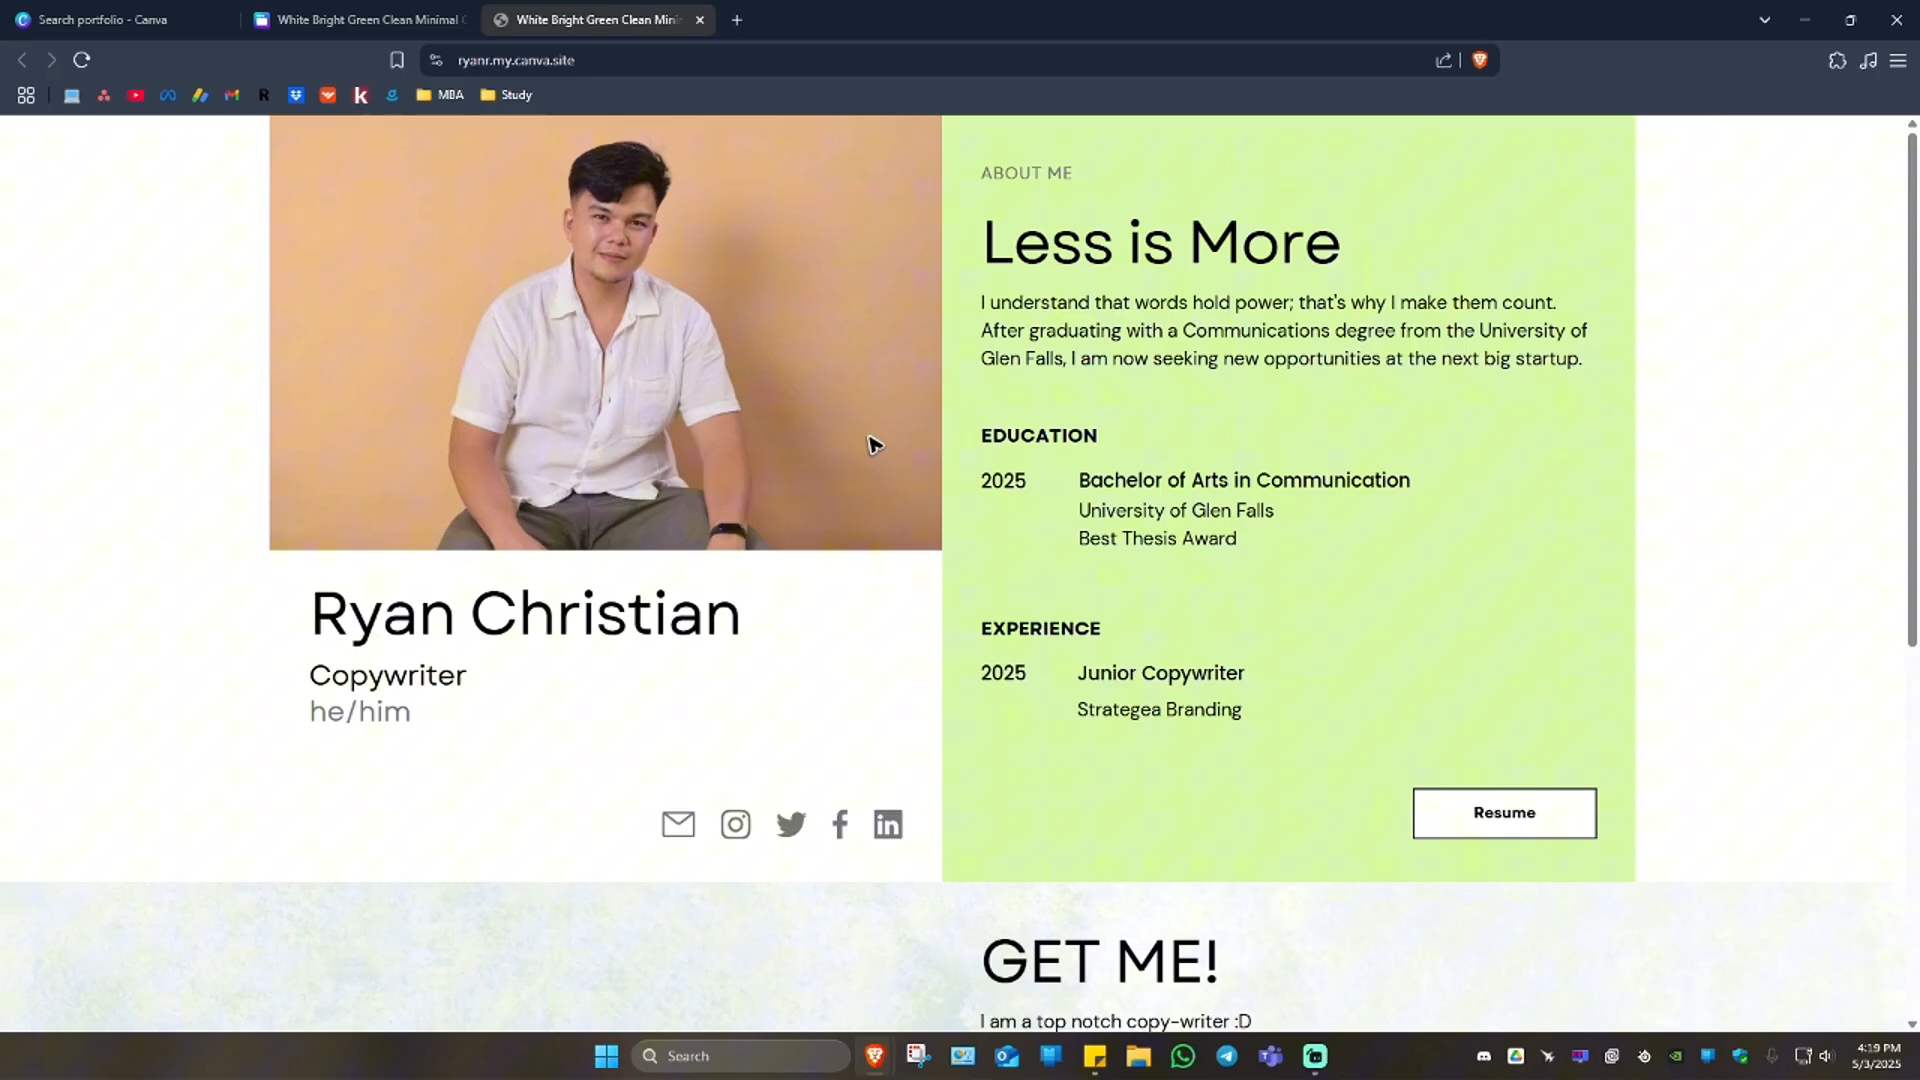 Search portfolio - Canva
White Bright Green Clean Minimal
White Bright Green Clean Min
ryanr.my.canva.site
MBA
Study
ABOUT ME
Less is More
I understand that words hold power; that's why I make them count.
After graduating with a Communications degree from the University of
Glen Falls, I am now seeking new opportunities at the next big startup.
EDUCATION
2025 Bachelor of Arts in Communication
University of Glen Falls
Best Thesis Award
EXPERIENCE
2025 Junior Copywriter
Strategea Branding
Resume
Ryan Christian
Copywriter
he/him
GET ME!
I am a top notch copy-writer :D
Search
4:19 PM
5/3/2025